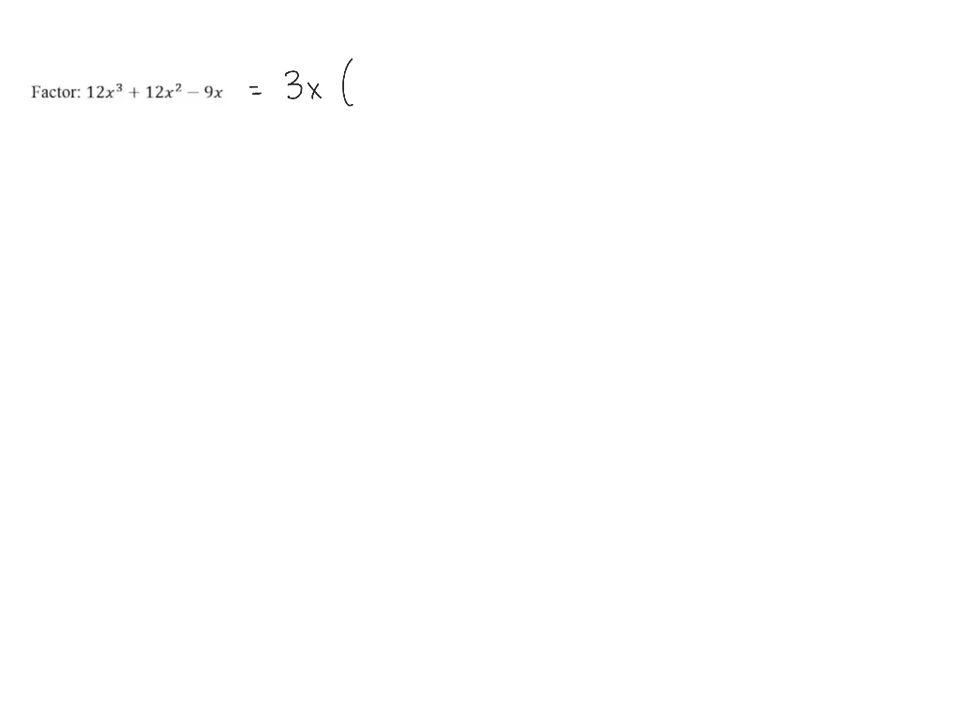 Factor: 12x³ + 12x² − 9x = 3x (